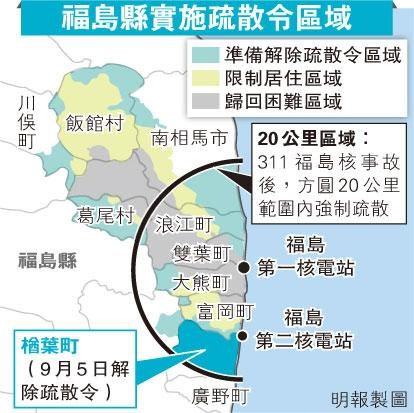 福島縣實施疏散令區域
準備解除疏散令區域
限制居住區域
歸回困難區域
川俁町
飯館村
南相馬市
20公里區域：
311福島核事故
後，方圓20公里
範圍內強制疏散
葛尾村
浪江町
雙葉町
福島縣
大熊町
福島
第一核電站
富岡町
福島
第二核電站
楢葉町
（9月5日解
除疏散令）
廣野町
明報製圖